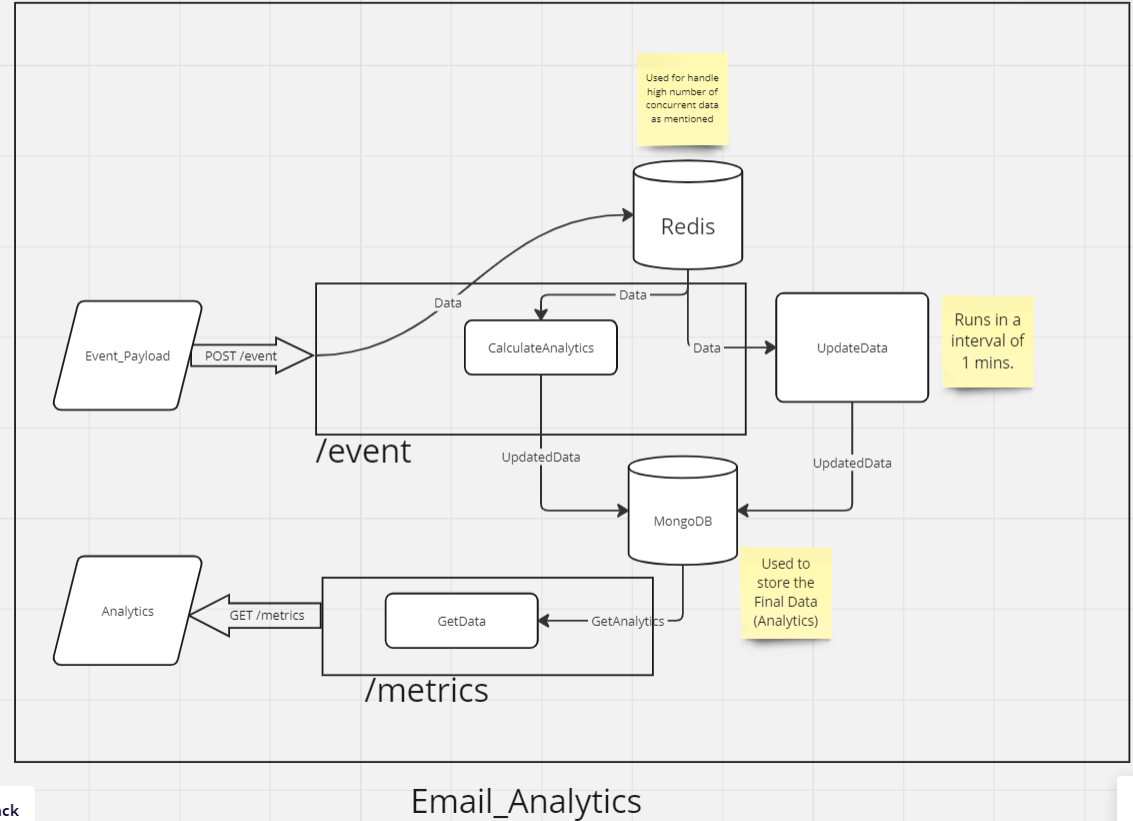 Used for handle
high number of
concurrent data
as mentioned
Redis
Data
Data
Event_Payload
POST /event
CalculateAnalytics
Data
UpdateData
Runs in a
interval of
1 mins.
/event
UpdatedData
UpdatedData
MongoDB
Used to
store the
Final Data
(Analytics)
Analytics
GET /metrics
GetData
GetAnalytics
/metrics
Email_Analytics